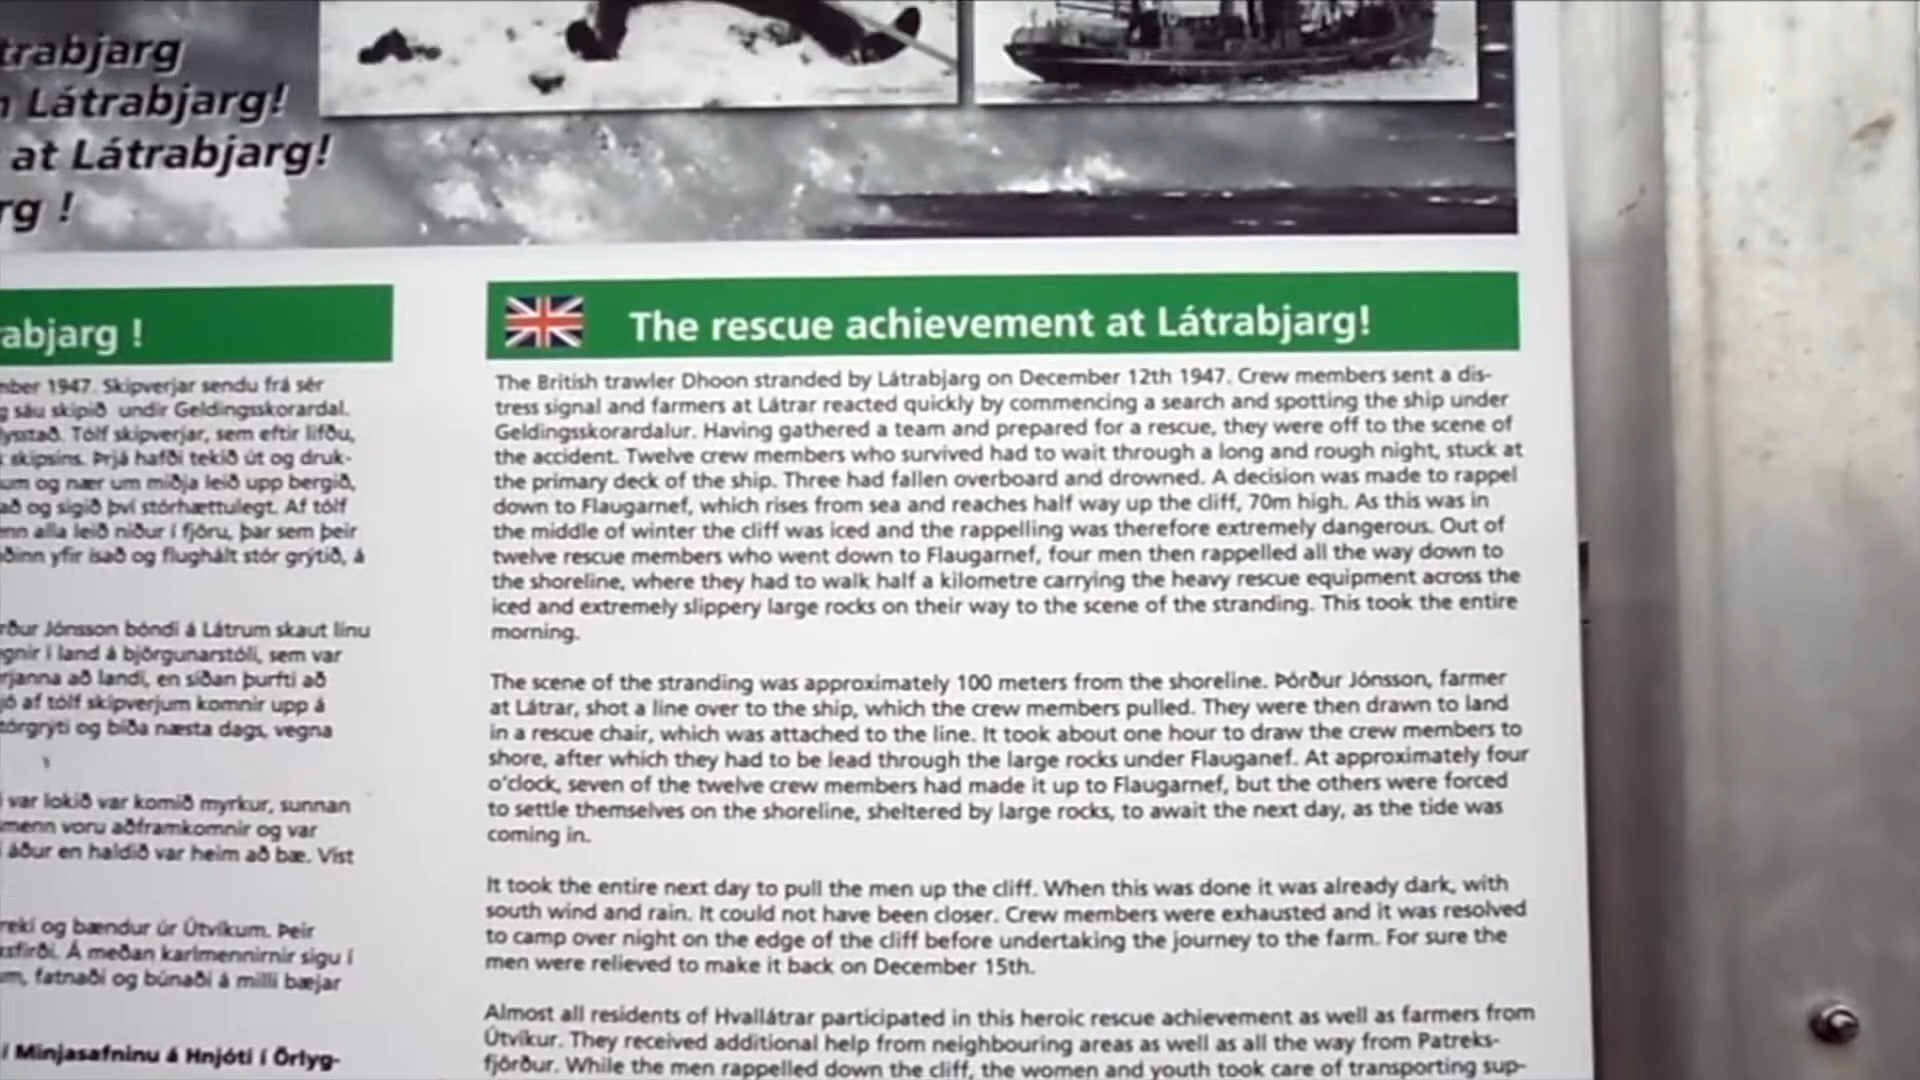 trabjarg
Látrabjarg!
at Látrabjarg!
rg !
abjarg !
mber 1947. Skipverjar sendu frá sér
g sáu skipið undir Geldingsskorardal.
lysstað. Tólf skipverjar, sem eftir lifðu,
skipsins. Þrjá hafði tekið út og druk-
um og nær um miðja leið upp bergið,
að og sigið því stórhættulegt. Af tólf
enn alla leið niður í fjöru, þar sem þeir
ðinn yfir ísað og flughált stór grýtið, á
rður Jónsson bóndi á Látrum skaut línu
gnir í land á björgunarstóli, sem var
rjanna að landi, en síðan þurfti að
jö af tólf skipverjum komnir upp á
tórgrýti og bíða næsta dags, vegna
var lokið var komið myrkur, sunnan
menn voru aðframkomnir og var
áður en haldið var heim að bæ. Víst
reki og bændur úr Útvíkum. Þeir
ksfirði. Á meðan karlmennirnir sigu í
um, fatnaði og búnaði á milli bæjar
í Minjasafninu á Hnjóti í Örlyg-
The rescue achievement at Látrabjarg!
The British trawler Dhoon stranded by Látrabjarg on December 12th 1947. Crew members sent a dis-
tress signal and farmers at Látrar reacted quickly by commencing a search and spotting the ship under
Geldingsskorardalur. Having gathered a team and prepared for a rescue, they were off to the scene of
the accident. Twelve crew members who survived had to wait through a long and rough night, stuck at
the primary deck of the ship. Three had fallen overboard and drowned. A decision was made to rappel
down to Flaugarnef, which rises from sea and reaches half way up the cliff, 70m high. As this was in
the middle of winter the cliff was iced and the rappelling was therefore extremely dangerous. Out of
twelve rescue members who went down to Flaugarnef, four men then rappelled all the way down to
the shoreline, where they had to walk half a kilometre carrying the heavy rescue equipment across the
iced and extremely slippery large rocks on their way to the scene of the stranding. This took the entire
morning.
The scene of the stranding was approximately 100 meters from the shoreline. Þórður Jónsson, farmer
at Látrar, shot a line over to the ship, which the crew members pulled. They were then drawn to land
in a rescue chair, which was attached to the line. It took about one hour to draw the crew members to
shore, after which they had to be lead through the large rocks under Flauganef. At approximately four
o'clock, seven of the twelve crew members had made it up to Flaugarnef, but the others were forced
to settle themselves on the shoreline, sheltered by large rocks, to await the next day, as the tide was
coming in.
It took the entire next day to pull the men up the cliff. When this was done it was already dark, with
south wind and rain. It could not have been closer. Crew members were exhausted and it was resolved
to camp over night on the edge of the cliff before undertaking the journey to the farm. For sure the
men were relieved to make it back on December 15th.
Almost all residents of Hvallátrar participated in this heroic rescue achievement as well as farmers from
Útvíkur. They received additional help from neighbouring areas as well as all the way from Patreks-
fjörður. While the men rappelled down the cliff, the women and youth took care of transporting sup-